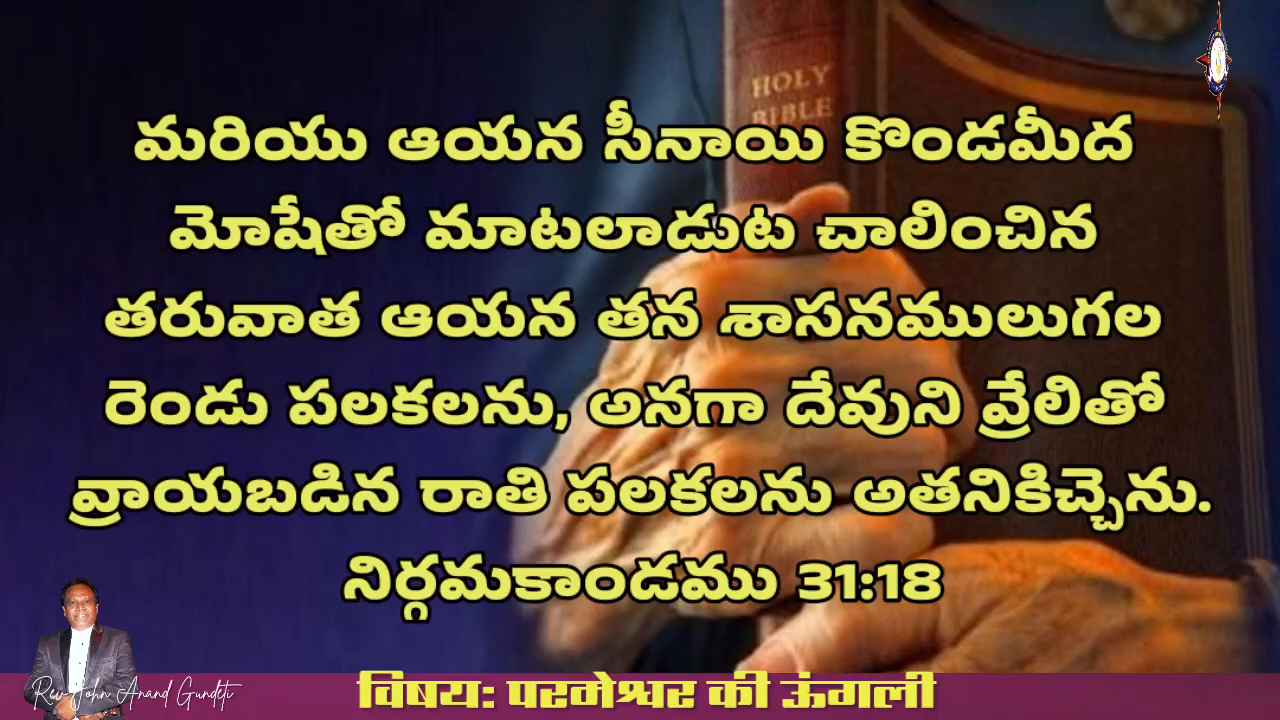 HOLY
BIBLE
మరియు ఆయన సీనాయి కొండమీద
మోషేతో మాటలాడుట చాలించిన
తరువాత ఆయన తన శాసనములుగల
రెండు పలకలను, అనగా దేవుని వ్రేలితో
వ్రాయబడిన రాతి పలకలను అతనికిచ్చెను.
నిర్గమకాండము 31:18
Rev John Anand Gundeti
विषय: परमेश्वर की ऊंगली